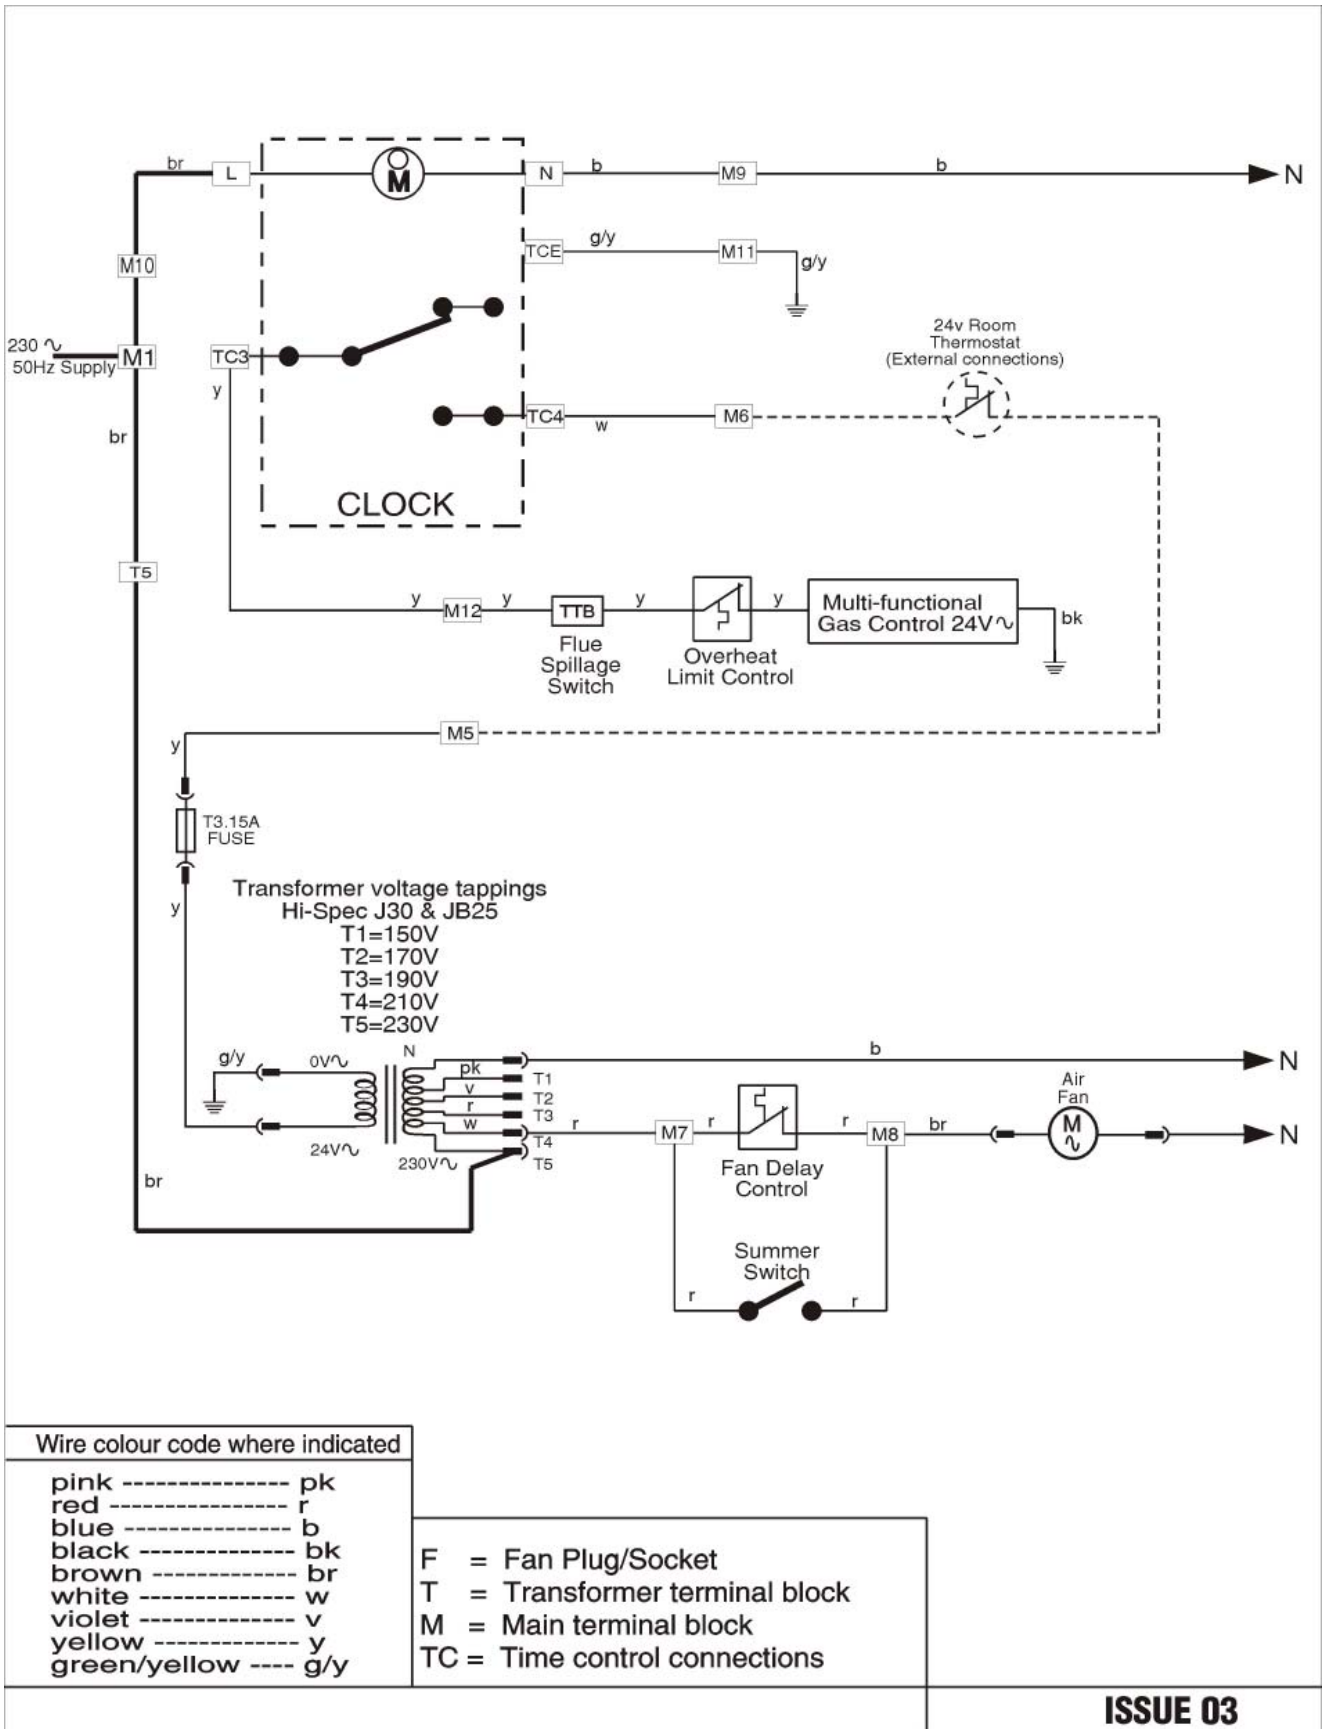 br
L
M
N
b
M9
b
N
M10
TCE
g/y
M11
g/y
230 ∿
50Hz Supply
M1
TC3
y
24v Room
Thermostat
(External connections)
br
TC4
w
M6
CLOCK
T5
y
M12
y
TTB
y
y
Multi-functional
Gas Control 24V∿
bk
Flue
Spillage
Switch
Overheat
Limit Control
y
M5
T3.15A
FUSE
y
Transformer voltage tappings
Hi-Spec J30 & JB25
T1=150V
T2=170V
T3=190V
T4=210V
T5=230V
g/y
0V∿
N
b
N
pk
T1
v
T2
r
T3
w
T4
24V∿
230V∿
T5
r
M7
r
r
M8
br
Air
Fan
M
∿
N
Fan Delay
Control
br
Summer
Switch
r
r
Wire colour code where indicated
pink ---------------- pk
red ----------------- r
blue ---------------- b
black --------------- bk
brown ------------- br
white --------------- w
violet --------------- v
yellow -------------- y
green/yellow ---- g/y
F = Fan Plug/Socket
T = Transformer terminal block
M = Main terminal block
TC = Time control connections
ISSUE 03